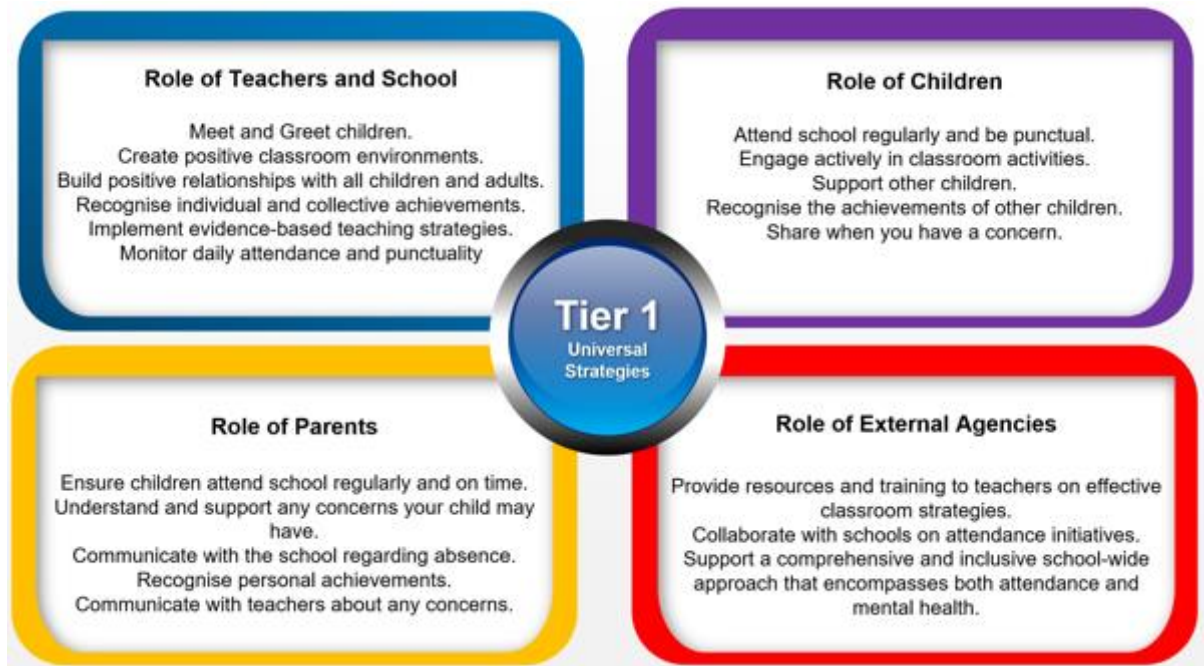 Role of Teachers and School
Meet and Greet children.
Create positive classroom environments.
Build positive relationships with all children and adults.
Recognise individual and collective achievements.
Implement evidence-based teaching strategies.
Monitor daily attendance and punctuality
Role of Children
Attend school regularly and be punctual.
Engage actively in classroom activities.
Support other children.
Recognise the achievements of other children.
Share when you have a concern.
Tier 1
Universal
Strategies
Role of Parents
Ensure children attend school regularly and on time.
Understand and support any concerns your child may
have.
Communicate with the school regarding absence.
Recognise personal achievements.
Communicate with teachers about any concerns.
Role of External Agencies
Provide resources and training to teachers on effective
classroom strategies.
Collaborate with schools on attendance initiatives.
Support a comprehensive and inclusive school-wide
approach that encompasses both attendance and
mental health.